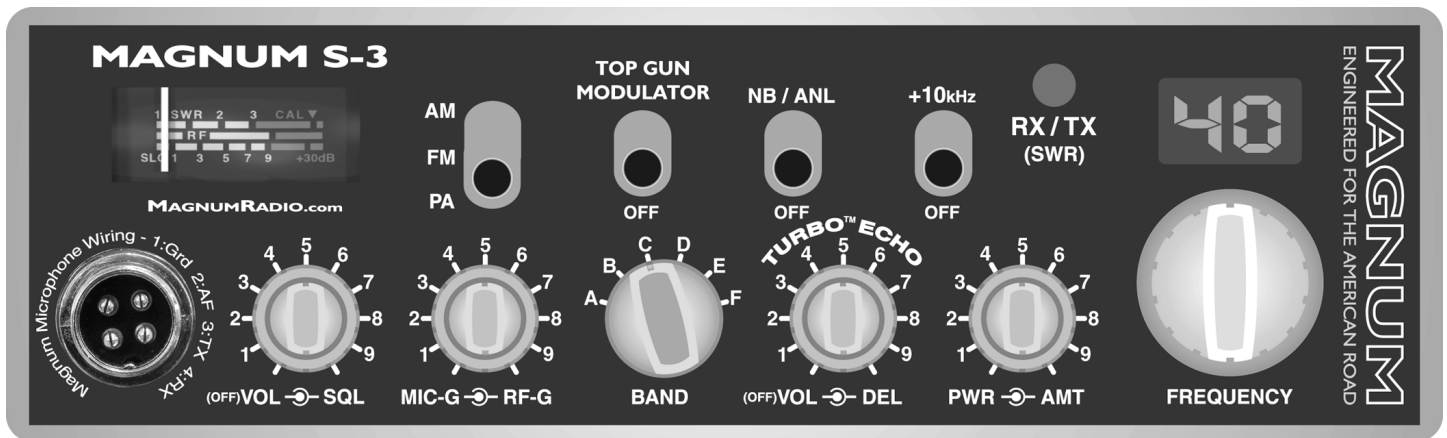 MAGNUM S-3
1 SWR 2 3 CAL ▼
RF
1 3 5 7 9 +30dB
MAGNUMRADIO.com
AM
FM
PA
TOP GUN
MODULATOR
OFF
NB / ANL
OFF
+10kHz
OFF
RX / TX
(SWR)
40
MAGNUM
ENGINEERED FOR THE AMERICAN ROAD
Magnum Microphone Wiring - 1:Grd 2:AF 3:TX 4:RX
1 2 3 4 5 6 7 8 9
(OFF)VOL SQL
1 2 3 4 5 6 7 8 9
MIC-G RF-G
A B C D E F
BAND
TURBO™ ECHO
1 2 3 4 5 6 7 8 9
(OFF)VOL DEL
1 2 3 4 5 6 7 8 9
PWR AMT
FREQUENCY